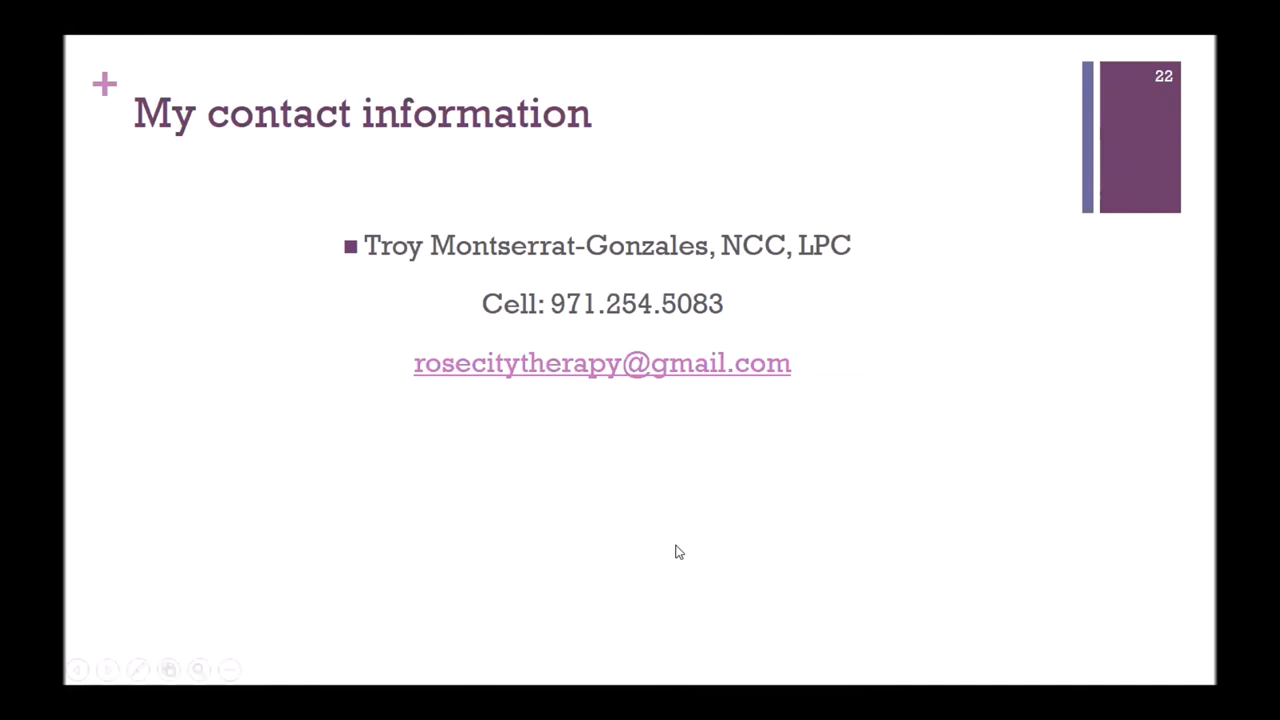 +
My contact information
22
Troy Montserrat-Gonzales, NCC, LPC
Cell: 971.254.5083
rosecitytherapy@gmail.com